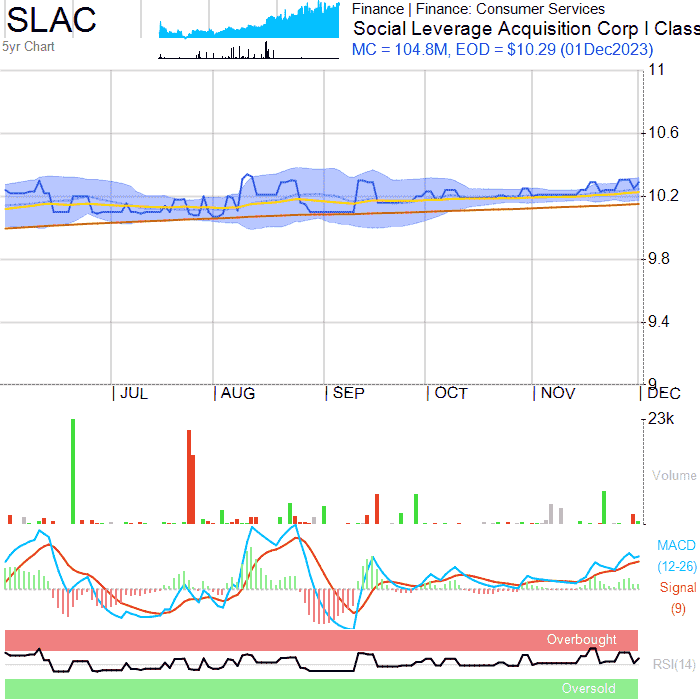 SLAC
5yr Chart
Finance | Finance: Consumer Services
Social Leverage Acquisition Corp I Class
MC = 104.8M, EOD = $10.29 (01Dec2023)
11
10.6
10.2
9.8
9.4
9
JUL
AUG
SEP
OCT
NOV
DEC
23k
Volume
MACD
(12-26)
Signal
(9)
Overbought
RSI(14)
Oversold